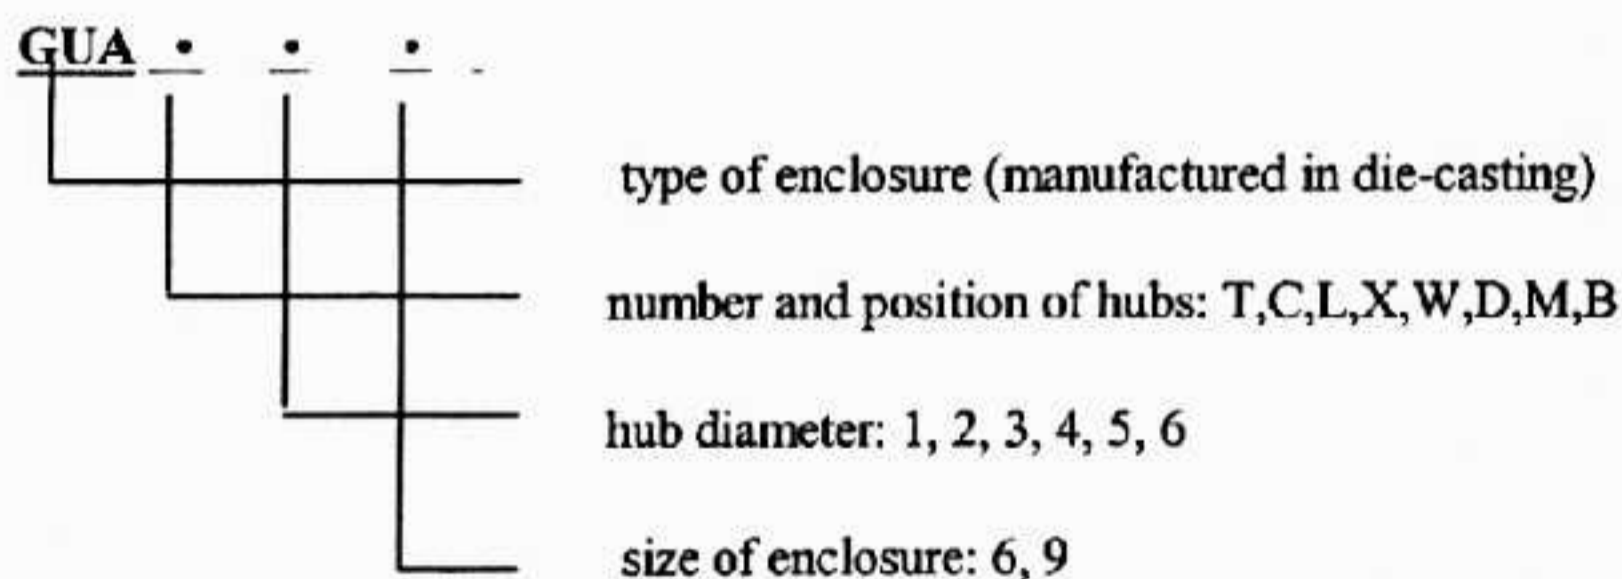 GUA • • •
type of enclosure (manufactured in die-casting)
number and position of hubs: T,C,L,X,W,D,M,B
hub diameter: 1, 2, 3, 4, 5, 6
size of enclosure: 6, 9